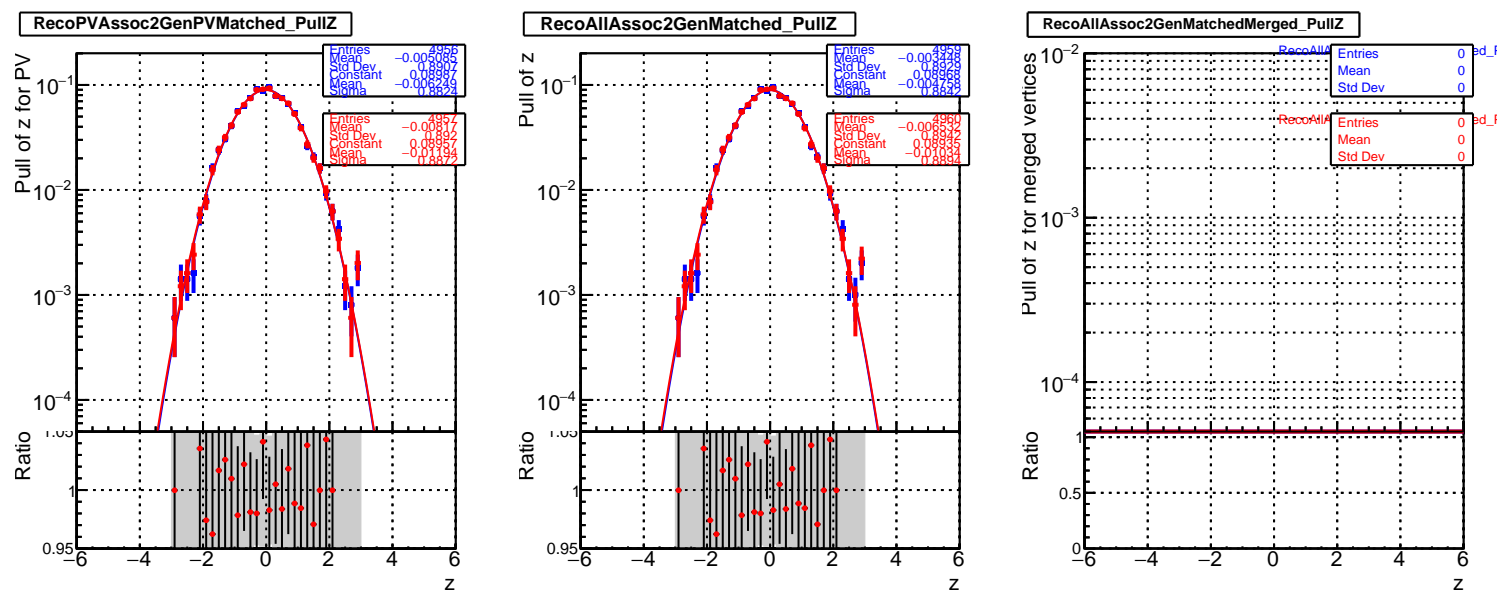 RecoPVAssoc2GenPVMatched_PullZ
Pull of z for PV
Entries 4956
Mean −0.005085
Std Dev 0.8907
Constant 0.08987
Mean −0.006249
Sigma 0.8824
Entries 4957
Mean −0.00817
Std Dev 0.892
Constant 0.08957
Mean −0.01194
Sigma 0.8872
10−1
10−2
10−3
10−4
Ratio
1.05
1
0.95
−6 −4 −2 0 2 4 6
z
RecoAllAssoc2GenMatched_PullZ
Pull of z
Entries 4959
Mean −0.003448
Std Dev 0.8929
Constant 0.08968
Mean −0.004758
Sigma 0.8842
Entries 4960
Mean −0.006532
Std Dev 0.8942
Constant 0.08935
Mean −0.01034
Sigma 0.8894
10−1
10−2
10−3
10−4
Ratio
1.05
1
0.95
−6 −4 −2 0 2 4 6
z
RecoAllAssoc2GenMatchedMerged_PullZ
Pull of z for merged vertices
Entries 0
Mean 0
Std Dev 0
Entries 0
Mean 0
Std Dev 0
10−2
10−3
10−4
Ratio
1
0.5
0
−6 −4 −2 0 2 4 6
z